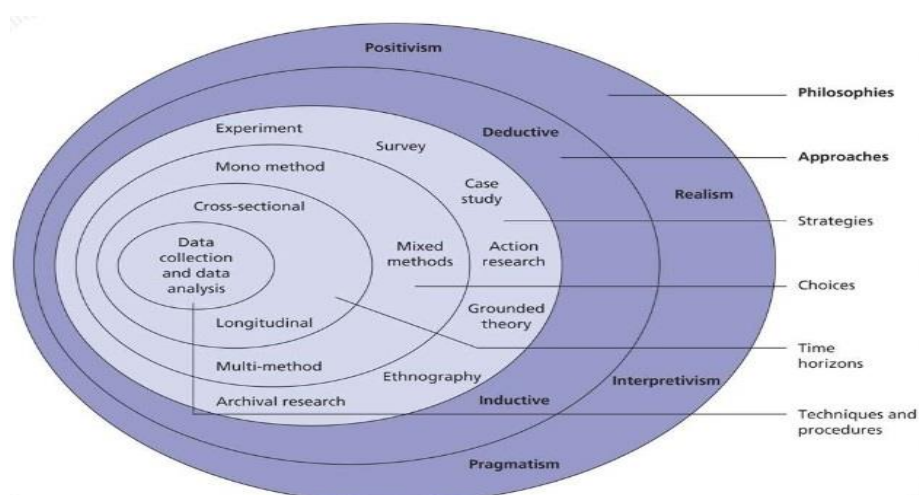 Positivism
Philosophies
Experiment
Deductive
Survey
Approaches
Mono method
Case
study
Realism
Cross-sectional
Strategies
Data
collection
and data
analysis
Mixed
methods
Action
research
Choices
Grounded
theory
Longitudinal
Time
horizons
Multi-method
Ethnography
Interpretivism
Archival research
Inductive
Techniques and
procedures
Pragmatism